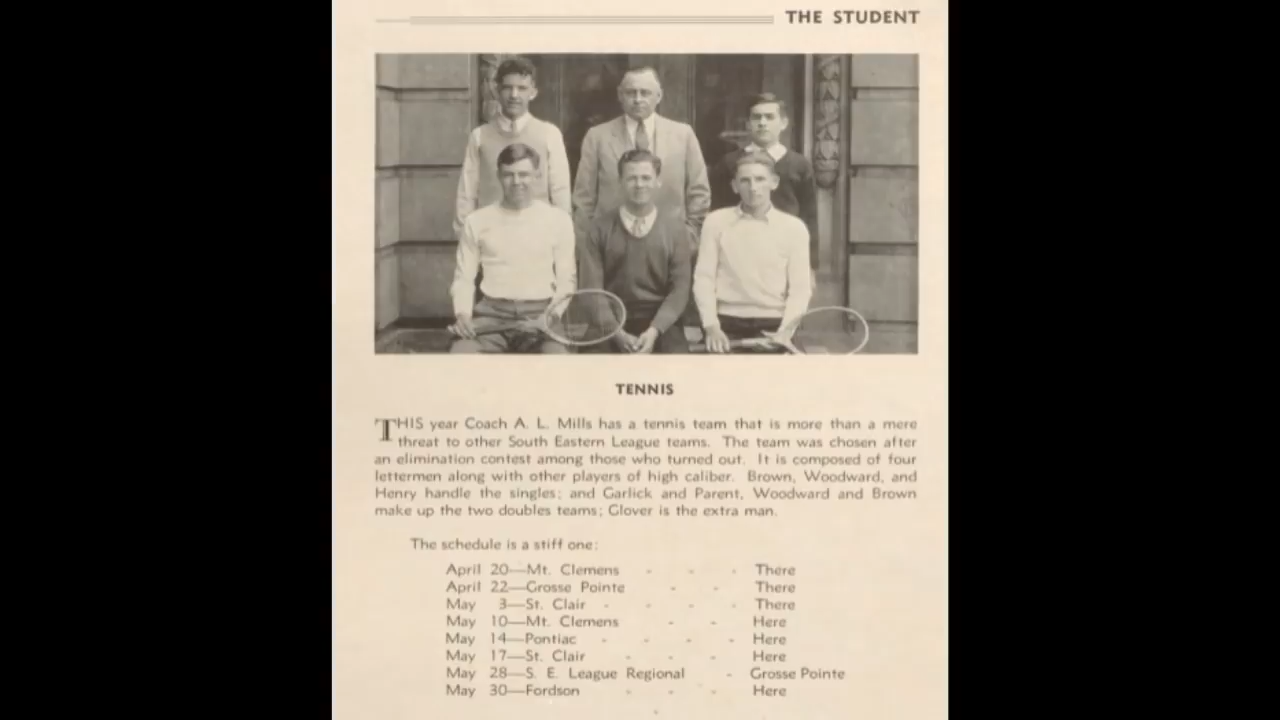 THE STUDENT
TENNIS
THIS year Coach A. L. Mills has a tennis team that is more than a mere
threat to other South Eastern League teams. The team was chosen after
an elimination contest among those who turned out. It is composed of four
lettermen along with other players of high caliber. Brown, Woodward, and
Henry handle the singles; and Garlick and Parent, Woodward and Brown
make up the two doubles teams; Glover is the extra man.
The schedule is a stiff one:
April 20—Mt. Clemens - - - There
April 22—Grosse Pointe - - There
May 3—St. Clair - - - - There
May 10—Mt. Clemens - - Here
May 14—Pontiac - - - - Here
May 17—St. Clair - - - Here
May 28—S. E. League Regional - Grosse Pointe
May 30—Fordson - - - Here